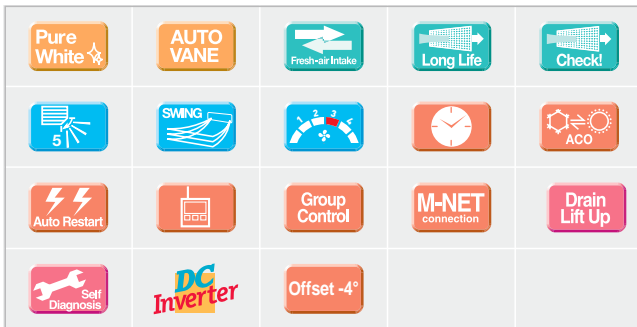 Pure
White
AUTO
VANE
Fresh-air Intake
Long Life
Check!
5
SWING
1 2 3 4
ACO
Auto Restart
Group
Control
M-NET
connection
Drain
Lift Up
Self
Diagnosis
DC
Inverter
Offset -4°